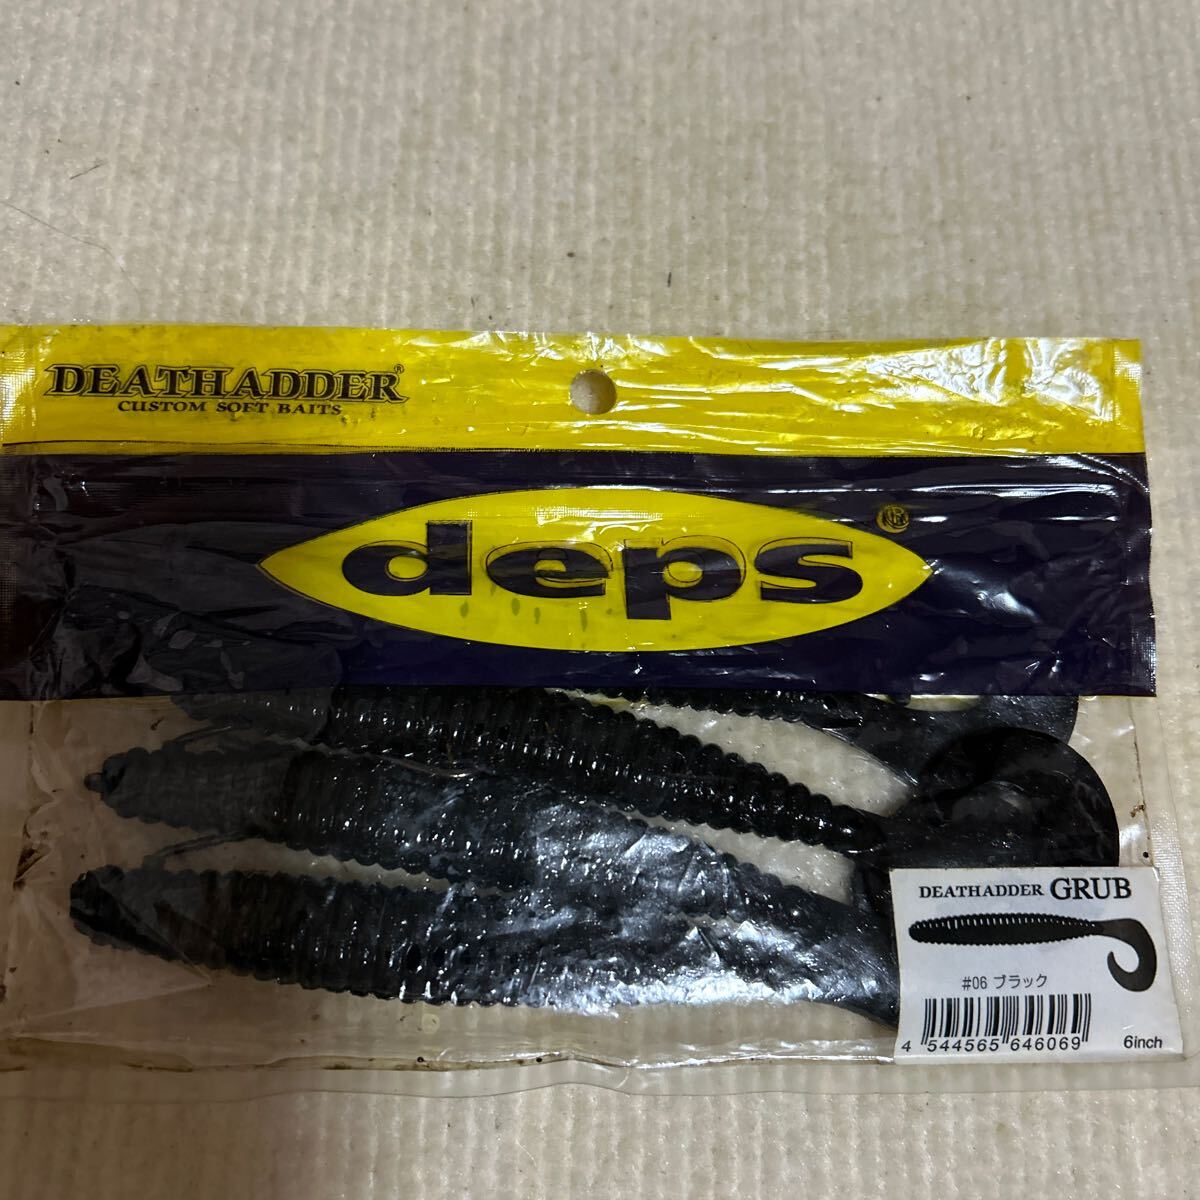 DEATHADDER®
CUSTOM SOFT BAITS
deps®
DEATHADDER GRUB
#06 ブラック
4 544565 646069
6inch